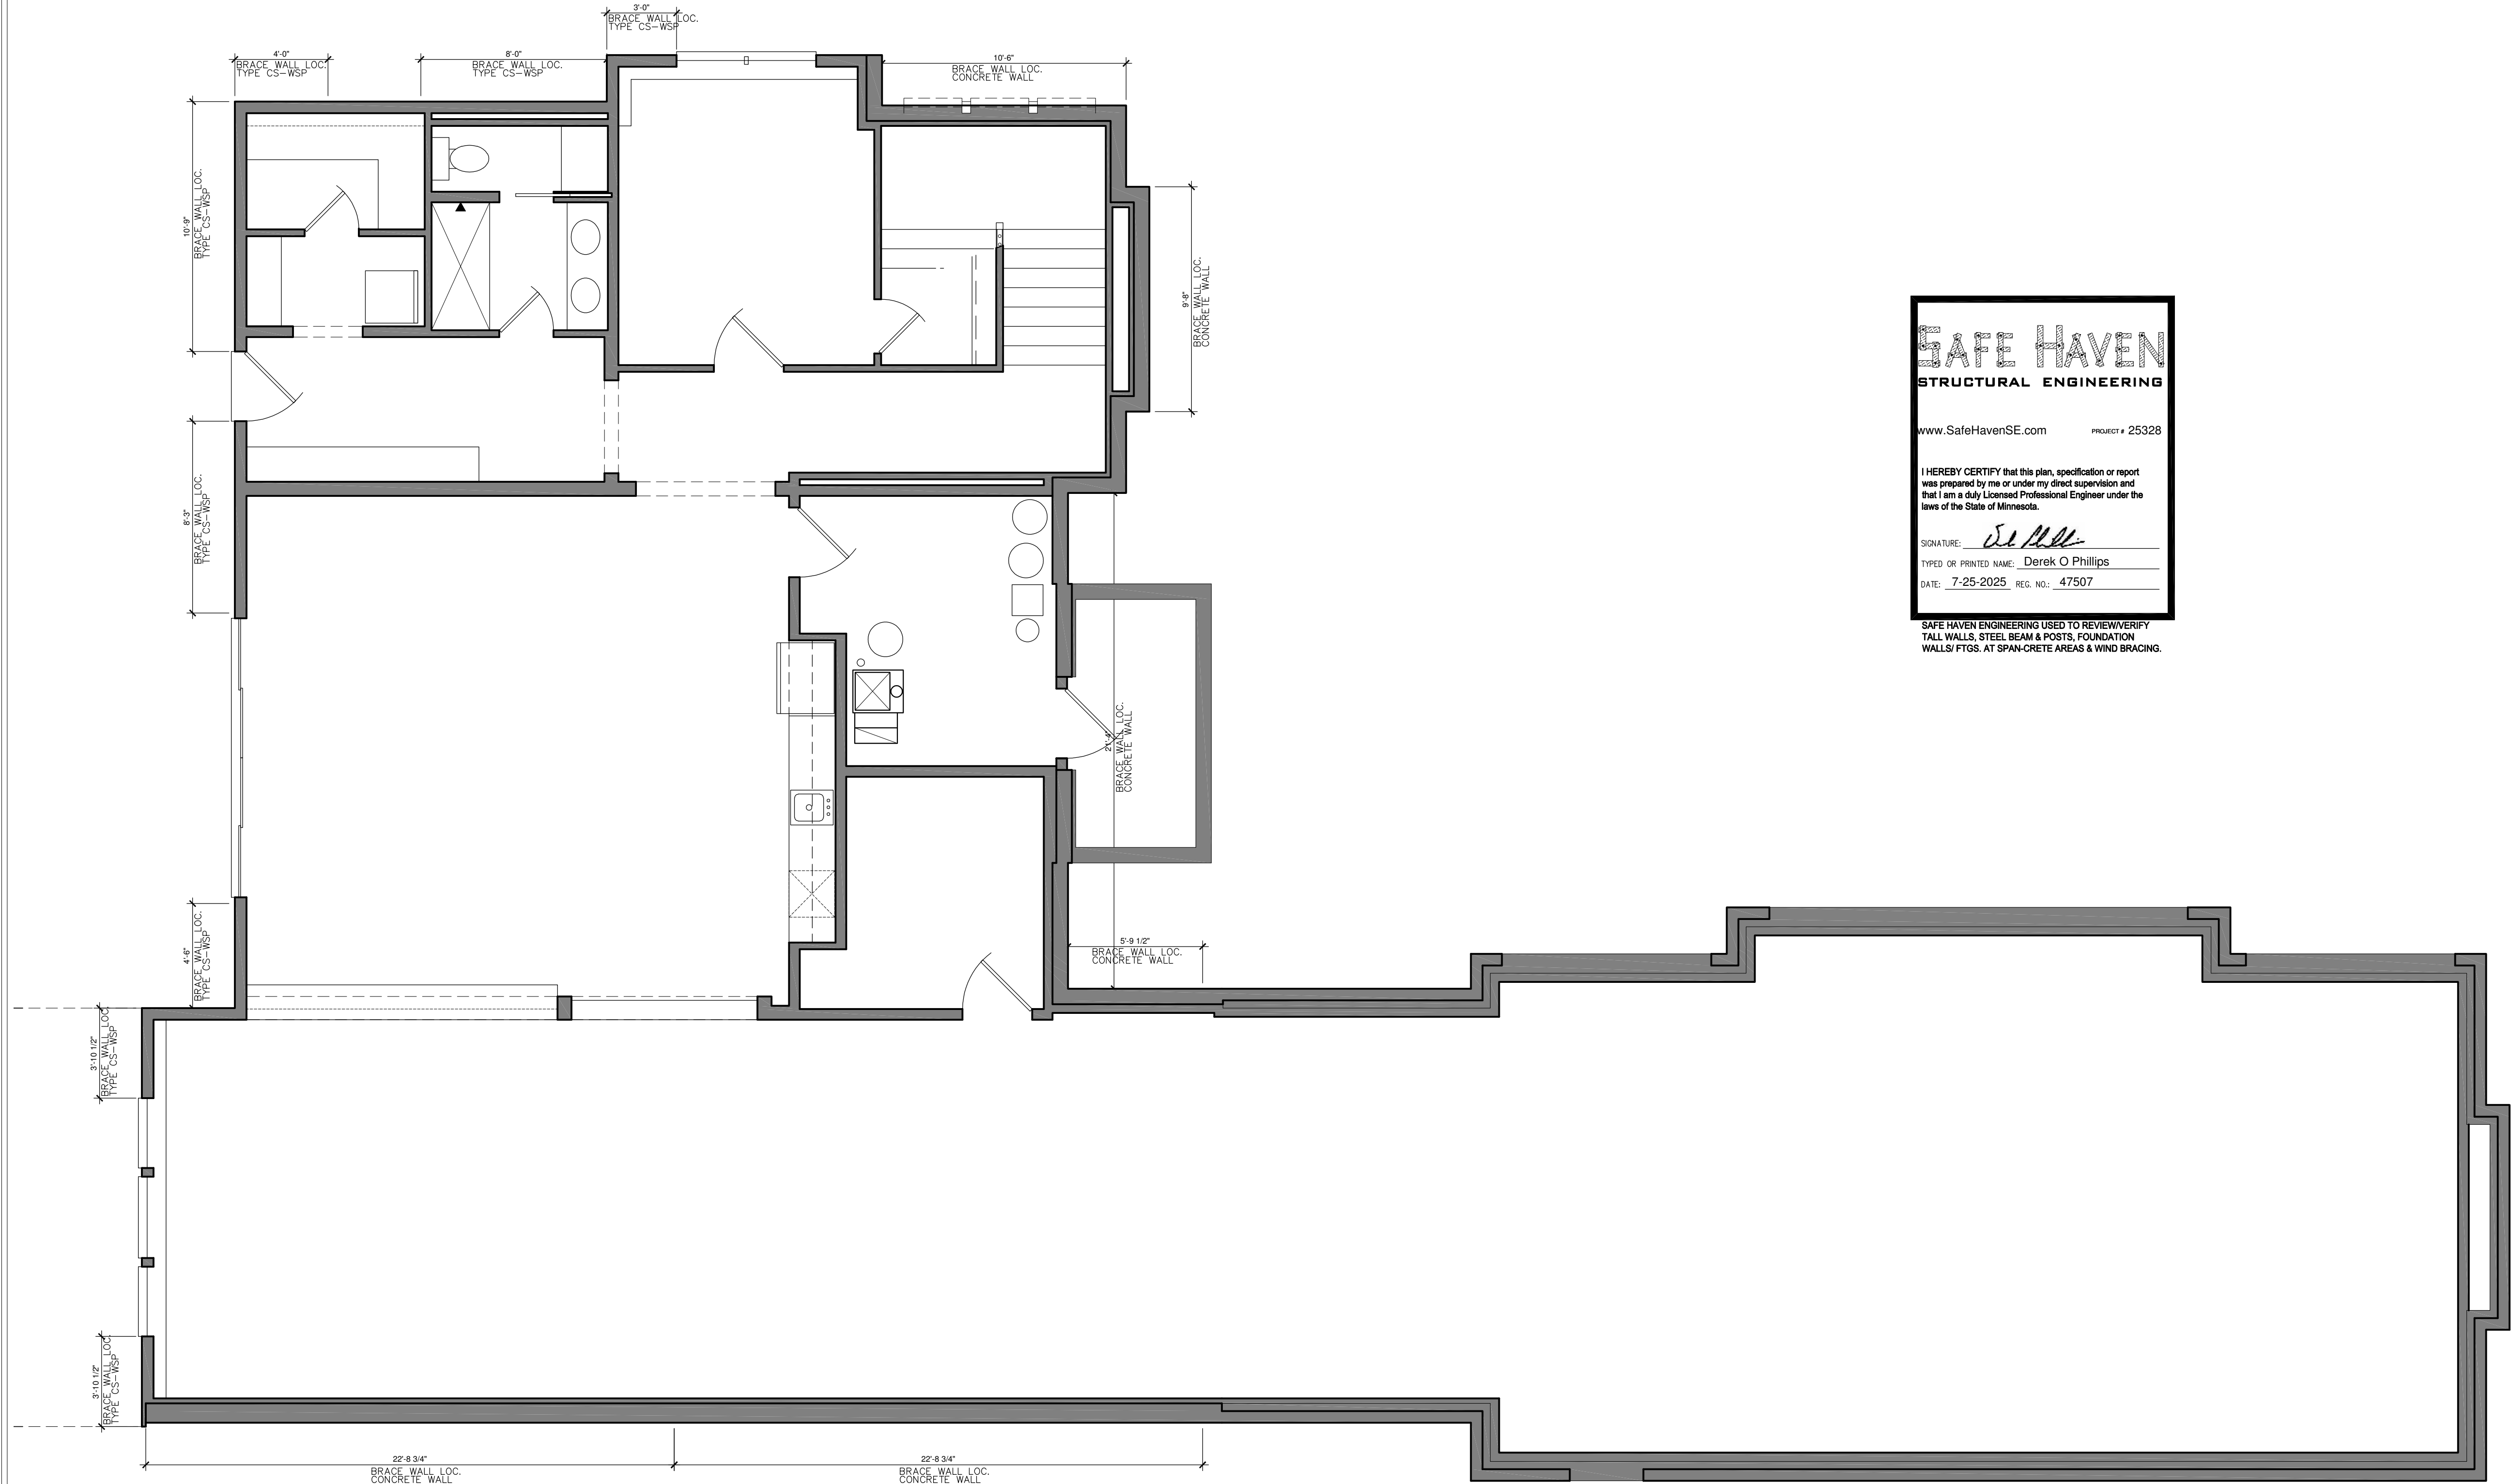 3'-0"
BRACE WALL LOC.
TYPE CS-WSP
4'-0"
BRACE WALL LOC.
TYPE CS-WSP
8'-0"
BRACE WALL LOC.
TYPE CS-WSP
10'-6"
BRACE WALL LOC.
CONCRETE WALL
10'-9"
BRACE WALL LOC.
TYPE CS-WSP
9'-8"
BRACE WALL LOC.
CONCRETE WALL
8'-3"
BRACE WALL LOC.
TYPE CS-WSP
BRACE WALL LOC.
CONCRETE WALL
4'-6"
BRACE WALL LOC.
TYPE CS-WSP
5'-9 1/2"
BRACE WALL LOC.
CONCRETE WALL
3'-10 1/2"
BRACE WALL LOC.
TYPE CS-WSP
3'-10 1/2"
BRACE WALL LOC.
TYPE CS-WSP
22'-8 3/4"
BRACE WALL LOC.
CONCRETE WALL
22'-8 3/4"
BRACE WALL LOC.
CONCRETE WALL
SAFE HAVEN
STRUCTURAL ENGINEERING
www.SafeHavenSE.com PROJECT # 25328
I HEREBY CERTIFY that this plan, specification or report
was prepared by me or under my direct supervision and
that I am a duly Licensed Professional Engineer under the
laws of the State of Minnesota.
SIGNATURE:
TYPED OR PRINTED NAME: Derek O Phillips
DATE: 7-25-2025 REG. NO.: 47507
SAFE HAVEN ENGINEERING USED TO REVIEW/VERIFY
TALL WALLS, STEEL BEAM & POSTS, FOUNDATION
WALLS/ FTGS. AT SPAN-CRETE AREAS & WIND BRACING.